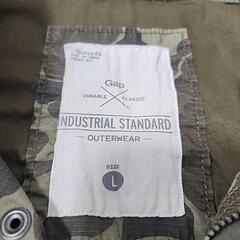 Gap
DURABLE CLASSIC
INDUSTRIAL STANDARD
OUTERWEAR
SIZE
L